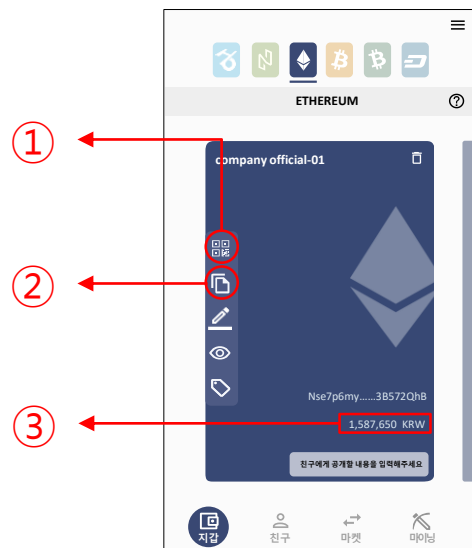 ETHEREUM
①
company official-01
②
Nse7p6my......3B572QhB
③
1,587,650 KRW
친구에게 공개할 내용을 입력해주세요
지갑
친구
마켓
마이닝